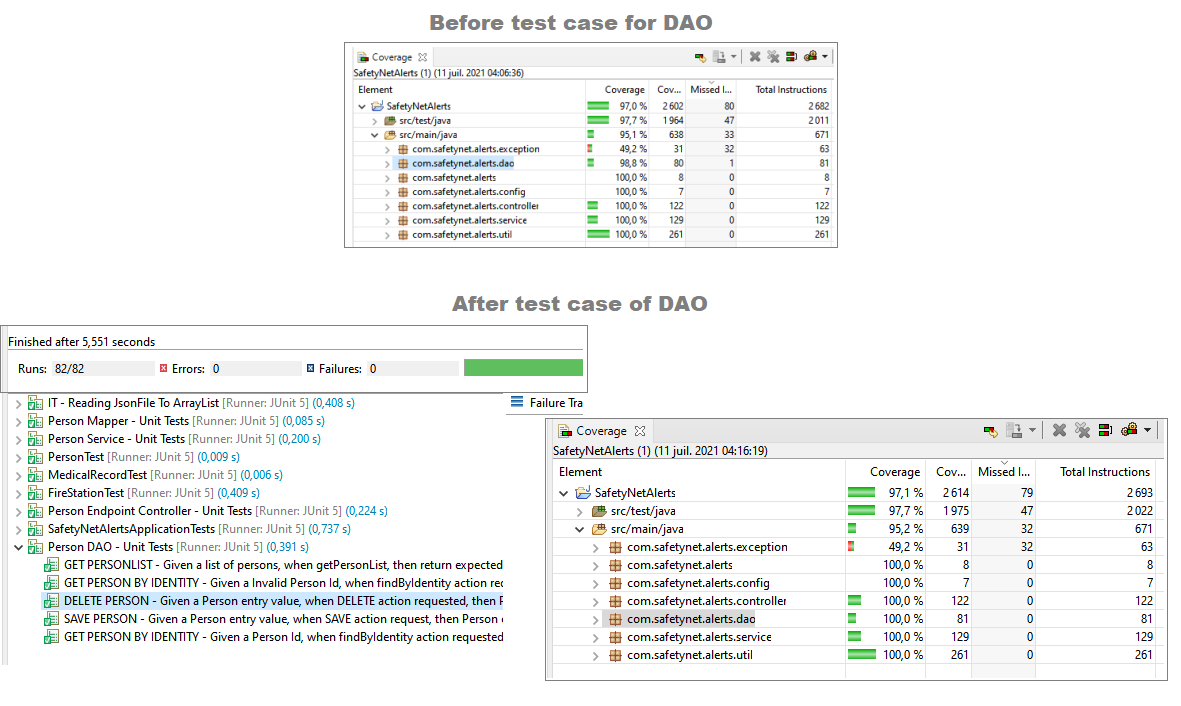 Before test case for DAO
Coverage
SafetyNetAlerts (1) (11 juil. 2021 04:06:36)
Element Coverage Cov... Missed I... Total Instructions
SafetyNetAlerts 97,0 % 2 602 80 2 682
src/test/java 97,7 % 1 964 47 2 011
src/main/java 95,1 % 638 33 671
com.safetynet.alerts.exception 49,2 % 31 32 63
com.safetynet.alerts.dao 98,8 % 80 1 81
com.safetynet.alerts 100,0 % 8 0 8
com.safetynet.alerts.config 100,0 % 7 0 7
com.safetynet.alerts.controller 100,0 % 122 0 122
com.safetynet.alerts.service 100,0 % 129 0 129
com.safetynet.alerts.util 100,0 % 261 0 261
After test case of DAO
Finished after 5,551 seconds
Runs: 82/82 Errors: 0 Failures: 0
IT - Reading JsonFile To ArrayList [Runner: JUnit 5] (0,408 s)
Person Mapper - Unit Tests [Runner: JUnit 5] (0,085 s)
Person Service - Unit Tests [Runner: JUnit 5] (0,200 s)
PersonTest [Runner: JUnit 5] (0,009 s)
MedicalRecordTest [Runner: JUnit 5] (0,006 s)
FireStationTest [Runner: JUnit 5] (0,409 s)
Person Endpoint Controller - Unit Tests [Runner: JUnit 5] (0,224 s)
SafetyNetAlertsApplicationTests [Runner: JUnit 5] (0,737 s)
Person DAO - Unit Tests [Runner: JUnit 5] (0,391 s)
GET PERSONLIST - Given a list of persons, when getPersonList, then return expected
GET PERSON BY IDENTITY - Given a Invalid Person Id, when findByIdentity action rec
DELETE PERSON - Given a Person entry value, when DELETE action requested, then P
SAVE PERSON - Given a Person entry value, when SAVE action request, then Person
GET PERSON BY IDENTITY - Given a Person Id, when findByIdentity action requested
Failure Tra
Coverage
SafetyNetAlerts (1) (11 juil. 2021 04:16:19)
Element Coverage Cov... Missed I... Total Instructions
SafetyNetAlerts 97,1 % 2 614 79 2 693
src/test/java 97,7 % 1 975 47 2 022
src/main/java 95,2 % 639 32 671
com.safetynet.alerts.exception 49,2 % 31 32 63
com.safetynet.alerts 100,0 % 8 0 8
com.safetynet.alerts.config 100,0 % 7 0 7
com.safetynet.alerts.controller 100,0 % 122 0 122
com.safetynet.alerts.dao 100,0 % 81 0 81
com.safetynet.alerts.service 100,0 % 129 0 129
com.safetynet.alerts.util 100,0 % 261 0 261